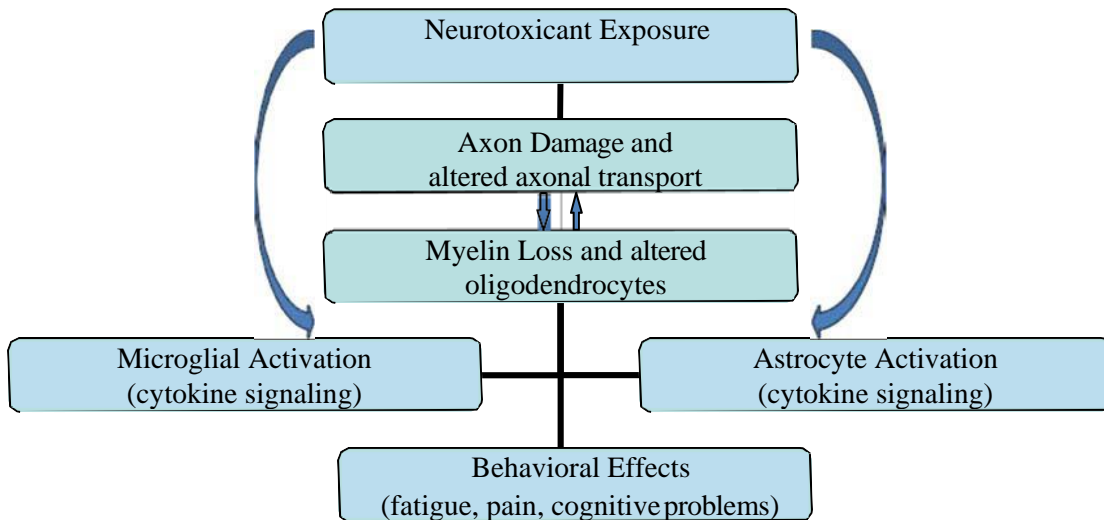 Neurotoxicant Exposure
Axon Damage and
altered axonal transport
Myelin Loss and altered
oligodendrocytes
Microglial Activation
(cytokine signaling)
Astrocyte Activation
(cytokine signaling)
Behavioral Effects
(fatigue, pain, cognitive problems)